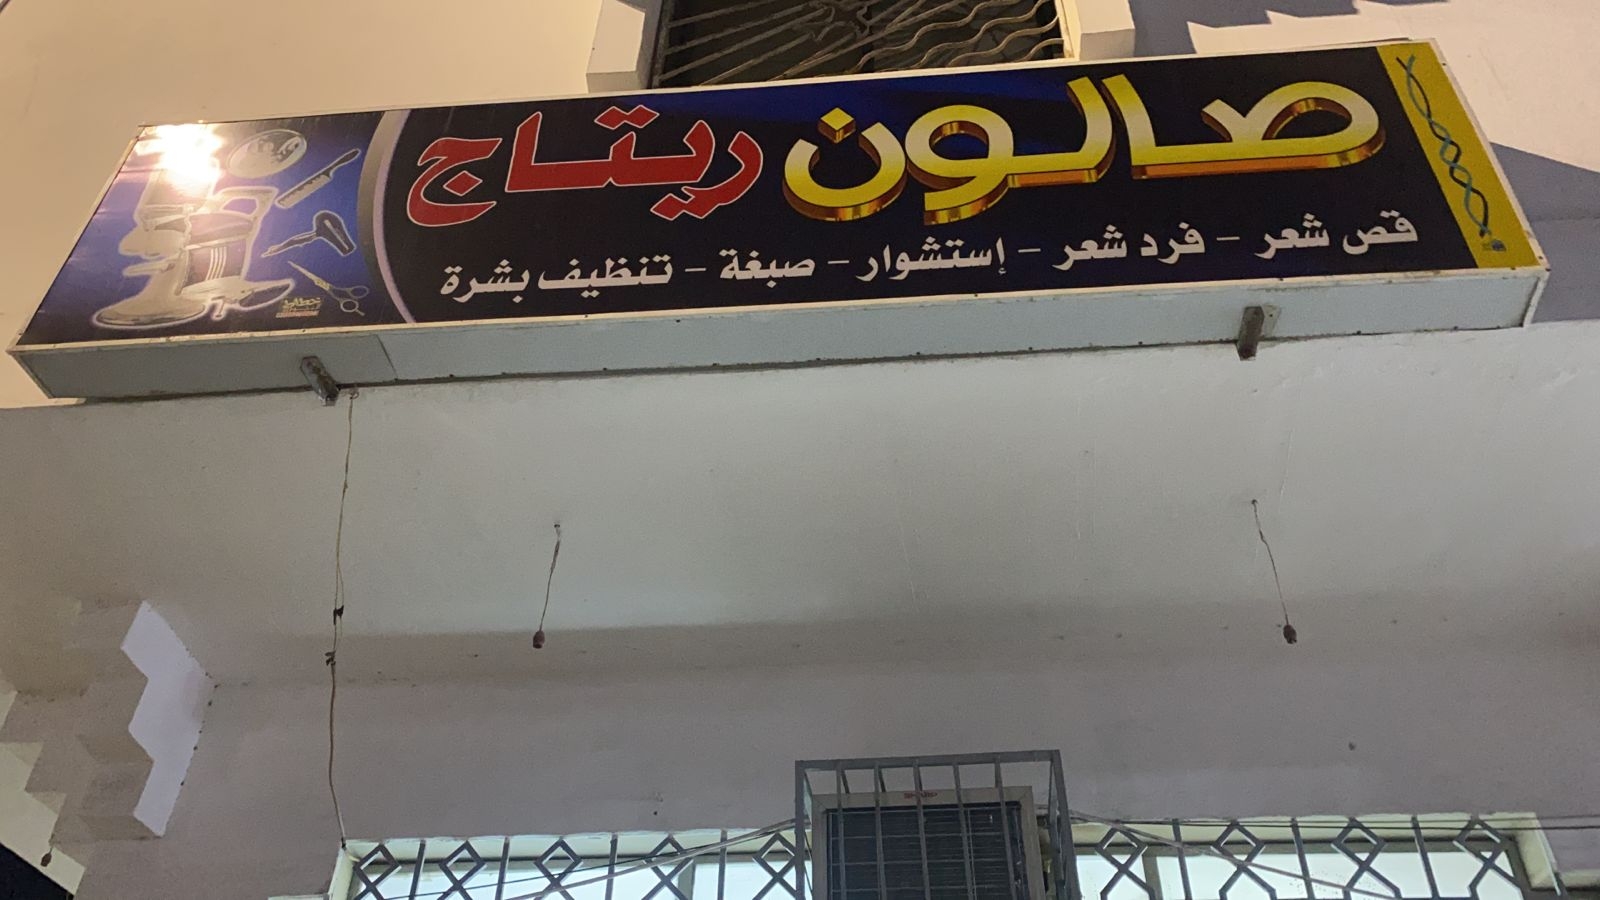 صالون ريتاج
قص شعر - فرد شعر - إستشوار - صبغة - تنظيف بشرة